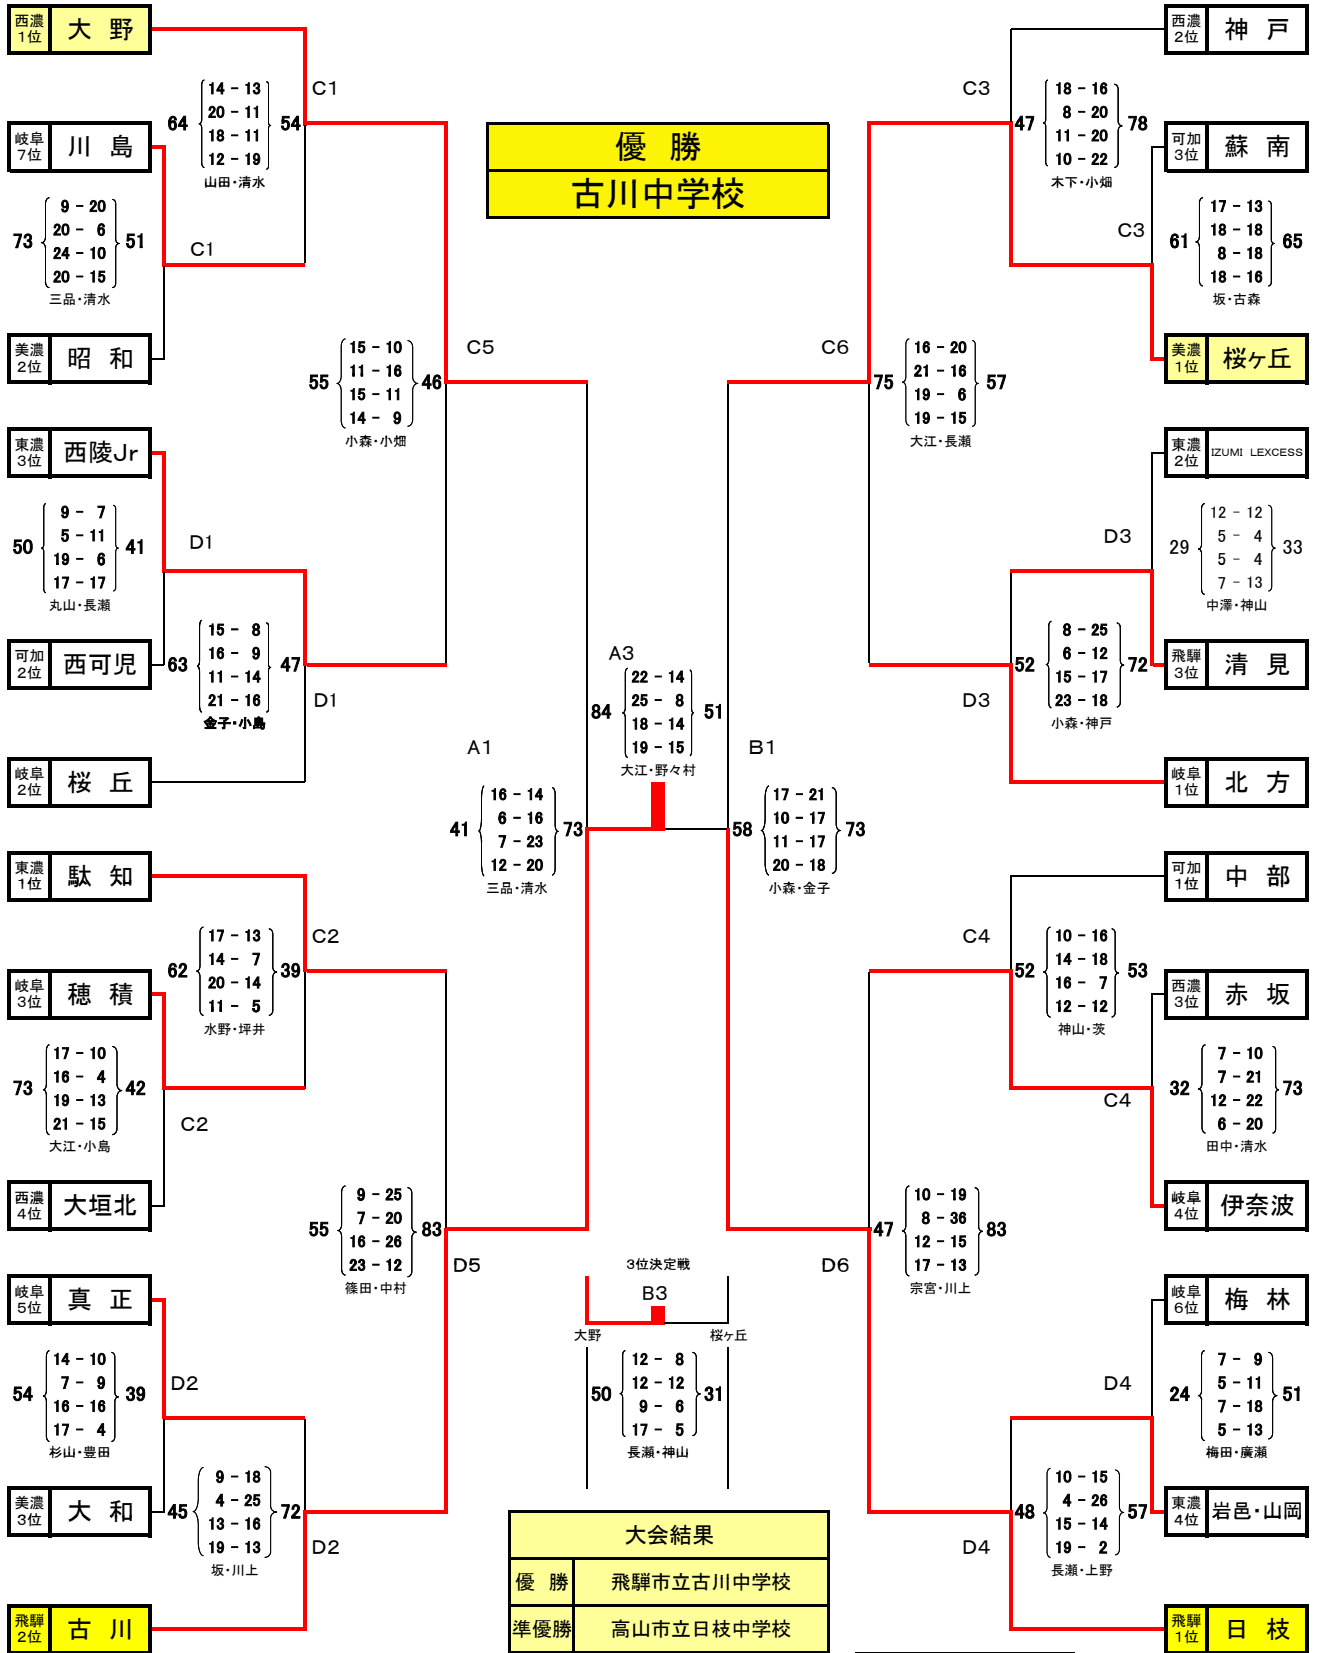 西濃
1位
大 野
岐阜
7位
川 島
美濃
2位
昭 和
東濃
3位
西陵Jr
可加
2位
西可児
岐阜
2位
桜 丘
東濃
1位
駄 知
岐阜
3位
穂 積
西濃
4位
大垣北
岐阜
5位
真 正
美濃
3位
大 和
飛騨
2位
古 川
C1
64
14 - 13
20 - 11
18 - 11
12 - 19
54
山田・清水
73
9 - 20
20 - 6
24 - 10
20 - 15
51
三品・清水
C1
55
15 - 10
11 - 16
15 - 11
14 - 9
46
小森・小畑
C5
50
9 - 7
5 - 11
19 - 6
17 - 17
41
丸山・長瀬
D1
63
15 - 8
16 - 9
11 - 14
21 - 16
47
金子・小島
D1
62
17 - 13
14 - 7
20 - 14
11 - 5
39
水野・坪井
C2
73
17 - 10
16 - 4
19 - 13
21 - 15
42
大江・小島
C2
55
9 - 25
7 - 20
16 - 26
23 - 12
83
篠田・中村
D5
54
14 - 10
7 - 9
16 - 16
17 - 4
39
杉山・豊田
D2
45
9 - 18
4 - 25
13 - 16
19 - 13
72
坂・川上
D2
優 勝
古川中学校
A3
84
22 - 14
25 - 8
18 - 14
19 - 15
51
大江・野々村
A1
41
16 - 14
6 - 16
7 - 23
12 - 20
73
三品・清水
B1
58
17 - 21
10 - 17
11 - 17
20 - 18
73
小森・金子
3位決定戦
B3
大野
桜ヶ丘
50
12 - 8
12 - 12
9 - 6
17 - 5
31
長瀬・神山
大会結果
優 勝
飛騨市立古川中学校
準優勝
高山市立日枝中学校
西濃
2位
神 戸
可加
3位
蘇 南
美濃
1位
桜ヶ丘
東濃
2位
IZUMI LEXCESS
飛騨
3位
清 見
岐阜
1位
北 方
可加
1位
中 部
西濃
3位
赤 坂
岐阜
4位
伊奈波
岐阜
6位
梅 林
東濃
4位
岩邑・山岡
飛騨
1位
日 枝
C3
47
18 - 16
8 - 20
11 - 20
10 - 22
78
木下・小畑
C3
61
17 - 13
18 - 18
8 - 18
18 - 16
65
坂・古森
C6
75
16 - 20
21 - 16
19 - 6
19 - 15
57
大江・長瀬
D3
29
12 - 12
5 - 4
5 - 4
7 - 13
33
中澤・神山
52
8 - 25
6 - 12
15 - 17
23 - 18
72
小森・神戸
D3
C4
52
10 - 16
14 - 18
16 - 7
12 - 12
53
神山・茨
C4
32
7 - 10
7 - 21
12 - 22
6 - 20
73
田中・清水
47
10 - 19
8 - 36
12 - 15
17 - 13
83
宗宮・川上
D6
D4
24
7 - 9
5 - 11
7 - 18
5 - 13
51
梅田・廣瀬
48
10 - 15
4 - 26
15 - 14
19 - 2
57
長瀬・上野
D4